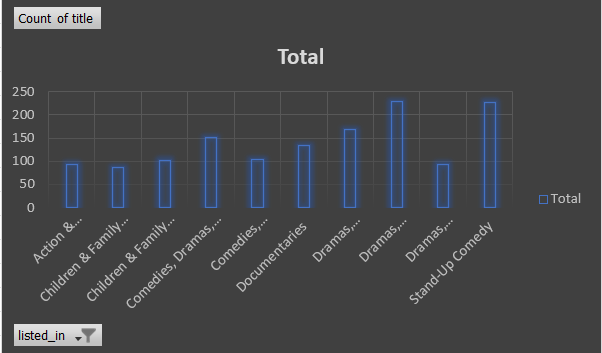 Count of title
Total
250
200
150
100
50
0
Action &...
Children & Family...
Children & Family...
Comedies, Dramas,...
Comedies,...
Documentaries
Dramas,...
Dramas,...
Dramas,...
Stand-Up Comedy
Total
listed_in